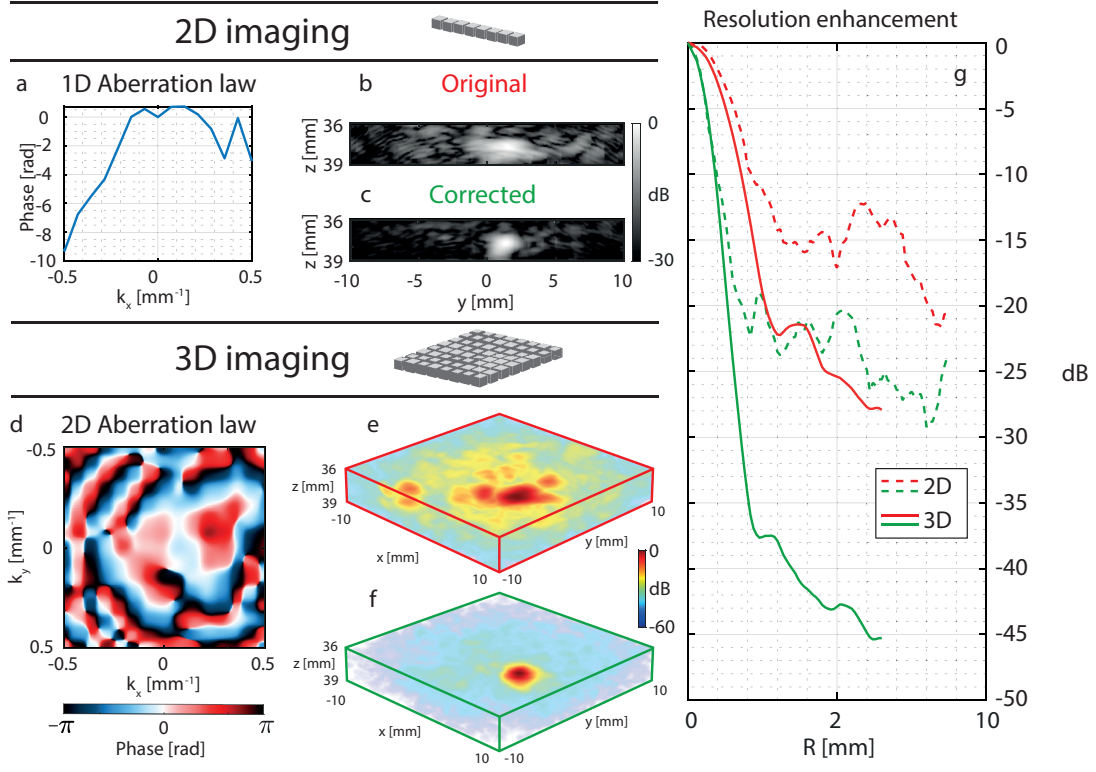 2D imaging
a
1D Aberration law
Phase [rad]
0
-2
-4
-6
-8
-10
-0.5
0
0.5
kx [mm-1]
b
Original
z [mm]
36
39
c
Corrected
z [mm]
36
39
-10
-5
0
5
10
y [mm]
0
dB
-30
3D imaging
d
2D Aberration law
ky [mm-1]
-0.5
0
0.5
-0.5
0
0.5
kx [mm-1]
-π
0
π
Phase [rad]
e
36
z [mm]
39
-10
x [mm]
10
-10
y [mm]
10
0
dB
-60
f
36
z [mm]
39
-10
x [mm]
10
-10
y [mm]
10
Resolution enhancement
g
0
-5
-10
-15
-20
-25
-30
-35
-40
-45
-50
dB
2D
3D
0
2
10
R [mm]